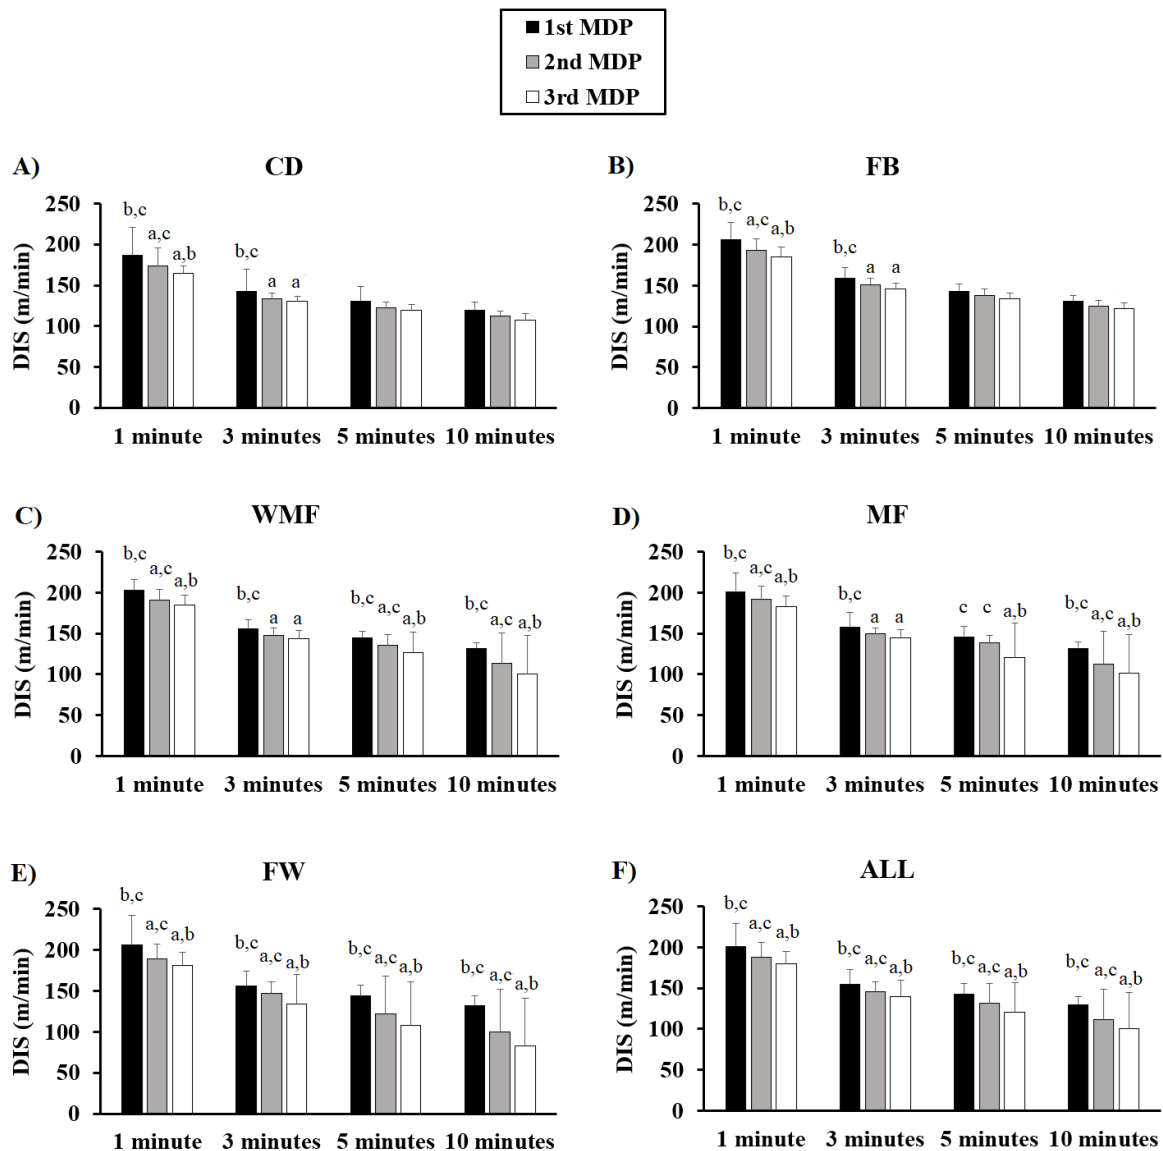 1st MDP
2nd MDP
3rd MDP
A)
CD
DIS (m/min)
250
200
150
100
50
0
b,c
a,c
a,b
b,c
a
a
1 minute 3 minutes 5 minutes 10 minutes
B)
FB
DIS (m/min)
250
200
150
100
50
0
b,c
a,c
a,b
b,c
a
a
1 minute 3 minutes 5 minutes 10 minutes
C)
WMF
DIS (m/min)
250
200
150
100
50
0
b,c
a,c
a,b
b,c
a
a
b,c
a,c
a,b
b,c
a,c
a,b
1 minute 3 minutes 5 minutes 10 minutes
D)
MF
DIS (m/min)
250
200
150
100
50
0
b,c
a,c
a,b
b,c
a
a
c
c
a,b
b,c
a,c
a,b
1 minute 3 minutes 5 minutes 10 minutes
E)
FW
DIS (m/min)
250
200
150
100
50
0
b,c
a,c
a,b
b,c
a,c
a,b
b,c
a,c
a,b
b,c
a,c
a,b
1 minute 3 minutes 5 minutes 10 minutes
F)
ALL
DIS (m/min)
250
200
150
100
50
0
b,c
a,c
a,b
b,c
a,c
a,b
b,c
a,c
a,b
b,c
a,c
a,b
1 minute 3 minutes 5 minutes 10 minutes